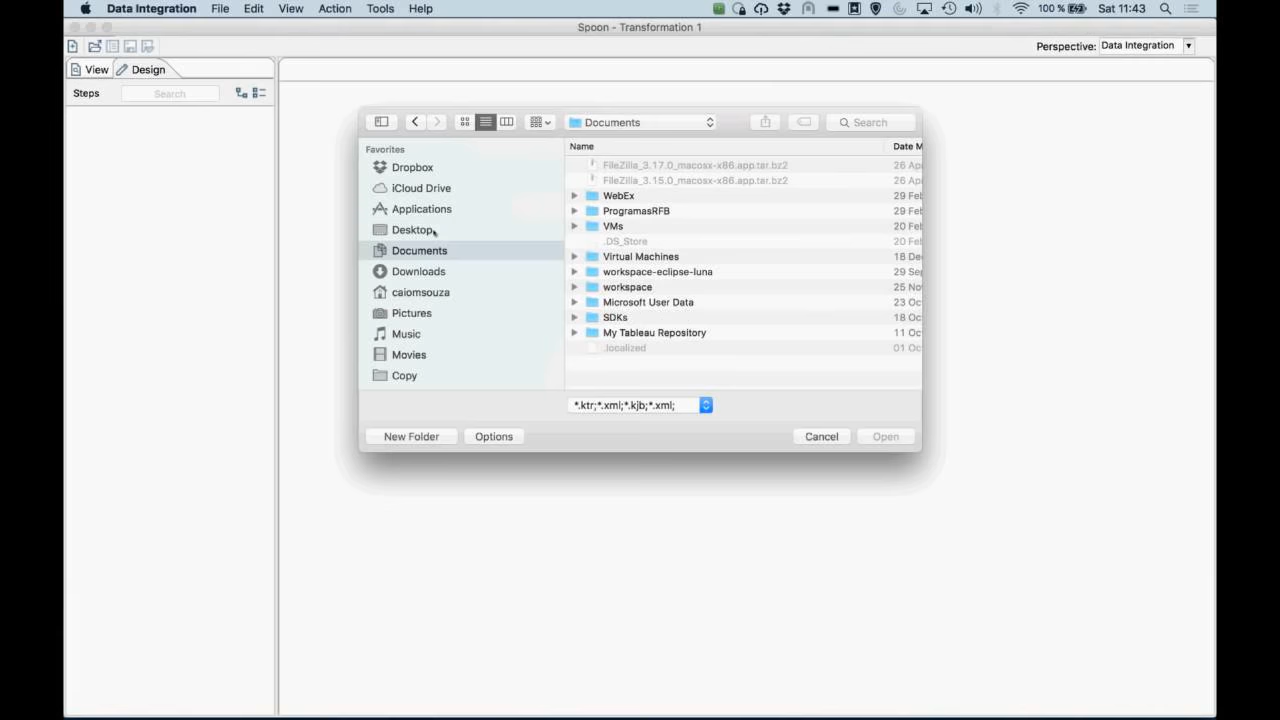 Data Integration File Edit View Action Tools Help 100 % Sat 11:43
Spoon - Transformation 1
Perspective: Data Integration
View Design
Steps Search
Documents Search
Favorites
Dropbox
iCloud Drive
Applications
Desktop
Documents
Downloads
caiomsouza
Pictures
Music
Movies
Copy
Name Date M
FileZilla_3.17.0_macosx-x86.app.tar.bz2 26 Ap
FileZilla_3.15.0_macosx-x86.app.tar.bz2 26 Ap
WebEx 29 Feb
ProgramasRFB 29 Feb
VMs 20 Feb
.DS_Store 20 Feb
Virtual Machines 18 De
workspace-eclipse-luna 29 Sep
workspace 25 No
Microsoft User Data 23 Oc
SDKs 18 Oc
My Tableau Repository 11 Oc
.localized 01 Oc
*.ktr;*.xml;*.kjb;*.xml;
New Folder Options Cancel Open